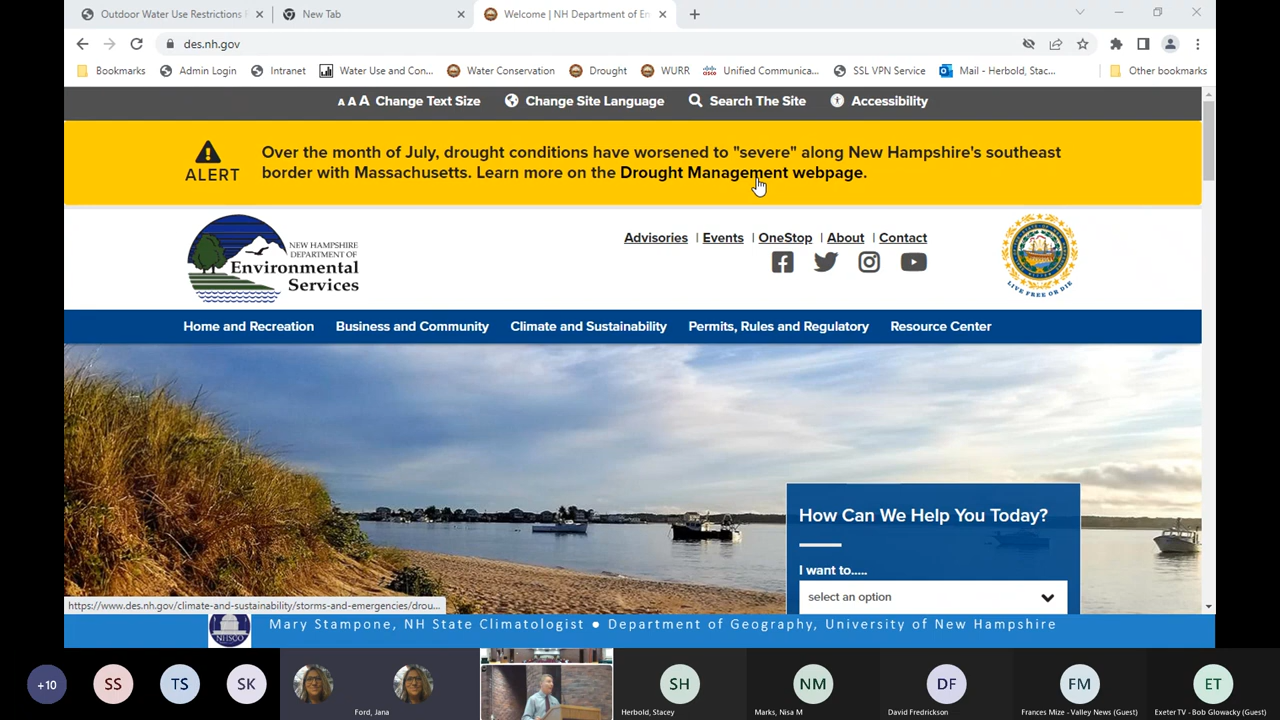 Outdoor Water Use Restrictions
New Tab
Welcome | NH Department of En
des.nh.gov
Bookmarks
Admin Login
Intranet
Water Use and Con...
Water Conservation
Drought
WURR
Unified Communica...
SSL VPN Service
Mail - Herbold, Stac...
Other bookmarks
A A A Change Text Size
Change Site Language
Search The Site
Accessibility
ALERT
Over the month of July, drought conditions have worsened to "severe" along New Hampshire's southeast
border with Massachusetts. Learn more on the Drought Management webpage.
NEW HAMPSHIRE
DEPARTMENT OF
Environmental
Services
Advisories | Events | OneStop | About | Contact
LIVE FREE OR DIE
Home and Recreation
Business and Community
Climate and Sustainability
Permits, Rules and Regulatory
Resource Center
How Can We Help You Today?
I want to.....
select an option
https://www.des.nh.gov/climate-and-sustainability/storms-and-emergencies/drou...
NHSCO
Mary Stampone, NH State Climatologist ● Department of Geography, University of New Hampshire
+10
SS
TS
SK
Ford, Jana
SH
Herbold, Stacey
NM
Marks, Nisa M
DF
David Fredrickson
FM
Frances Mize - Valley News (Guest)
ET
Exeter TV - Bob Glowacky (Guest)